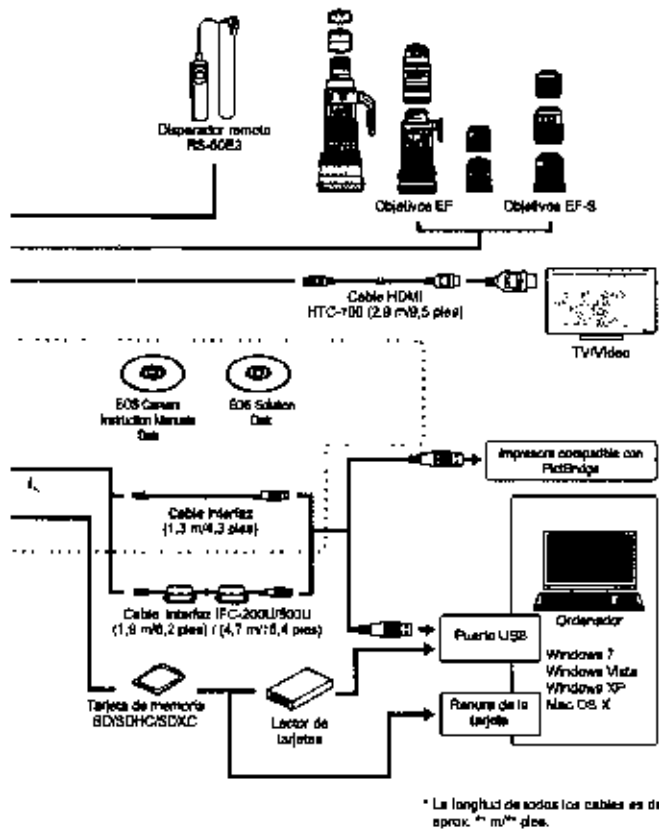 Disparador remoto
RS-60E3
Objetivos EF
Objetivos EF-S
Cable HDMI
HTC-100 (2,9 m/9,5 pies)
TV/Vídeo
EOS Camera
Instruction Manuals
Disk
EOS Solution
Disk
Impresora compatible con
PictBridge
Cable interfaz
(1,3 m/4,3 pies)
Cable interfaz IFC-200U/500U
(1,9 m/6,2 pies) / (4,7 m/15,4 pies)
Ordenador
Puerto USB
Windows 7
Windows Vista
Windows XP
Mac OS X
Tarjeta de memoria
SD/SDHC/SDXC
Lector de
tarjetas
Ranura de la
tarjeta
* La longitud de todos los cables es de
aprox. ** m/** pies.